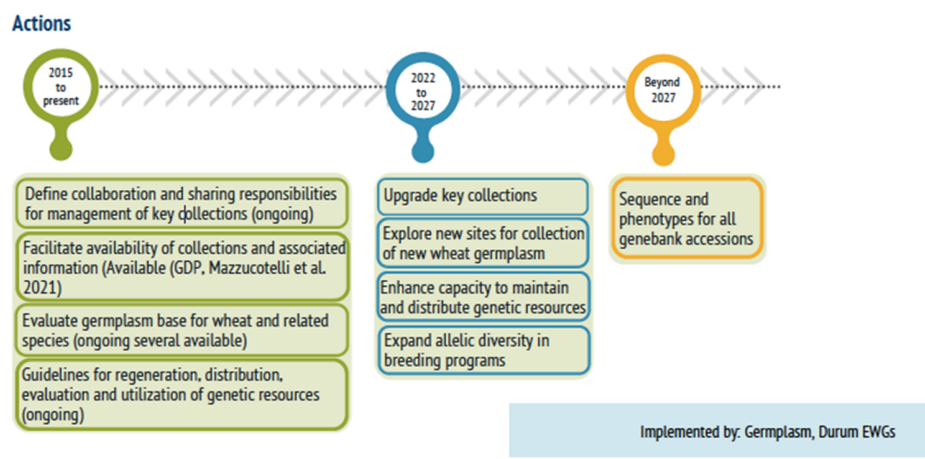 Actions
2015
to
present
2022
to
2027
Beyond
2027
Define collaboration and sharing responsibilities
for management of key collections (ongoing)
Facilitate availability of collections and associated
information (Available (GDP, Mazzucotelli et al.
2021)
Evaluate germplasm base for wheat and related
species (ongoing several available)
Guidelines for regeneration, distribution,
evaluation and utilization of genetic resources
(ongoing)
Upgrade key collections
Explore new sites for collection
of new wheat germplasm
Enhance capacity to maintain
and distribute genetic resources
Expand allelic diversity in
breeding programs
Sequence and
phenotypes for all
genebank accessions
Implemented by: Germplasm, Durum EWGs